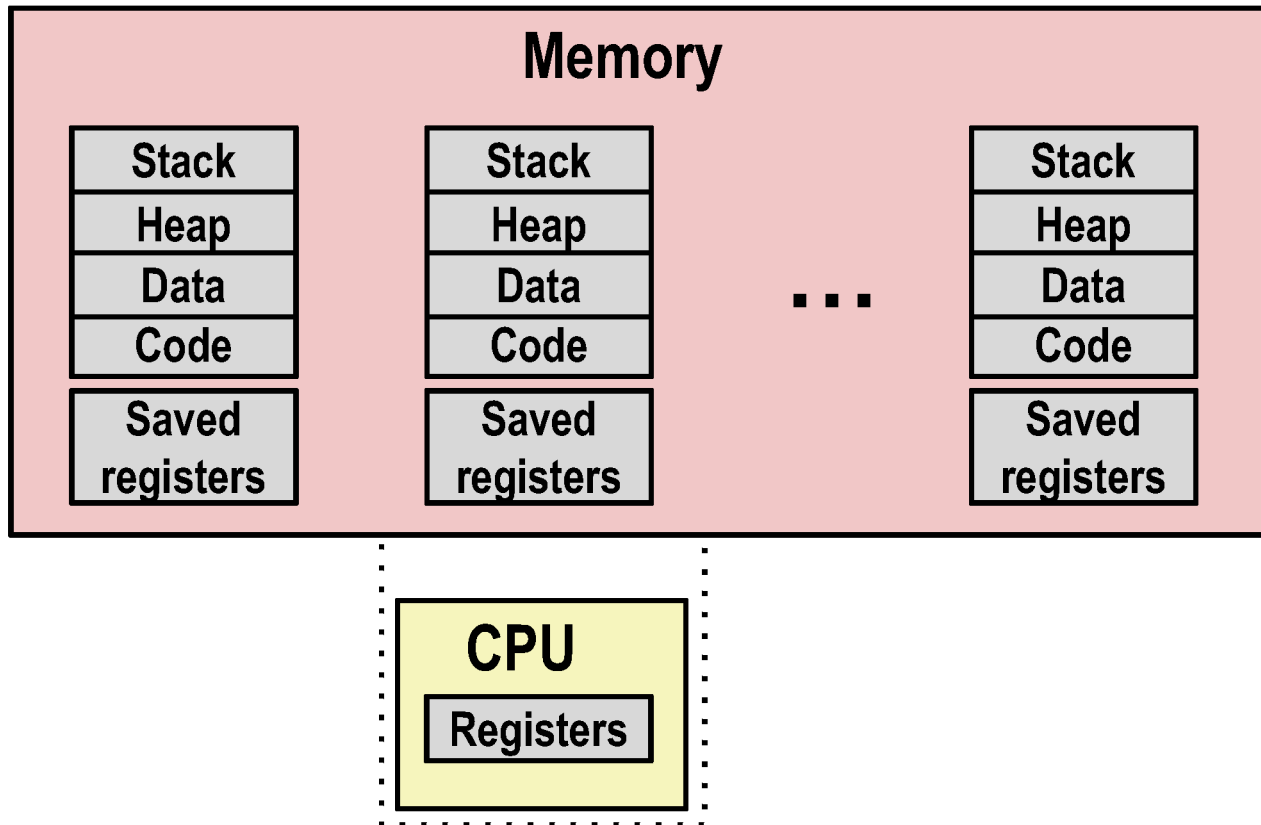 Memory
Stack
Heap
Data
Code
Saved
registers
Stack
Heap
Data
Code
Saved
registers
...
Stack
Heap
Data
Code
Saved
registers
CPU
Registers